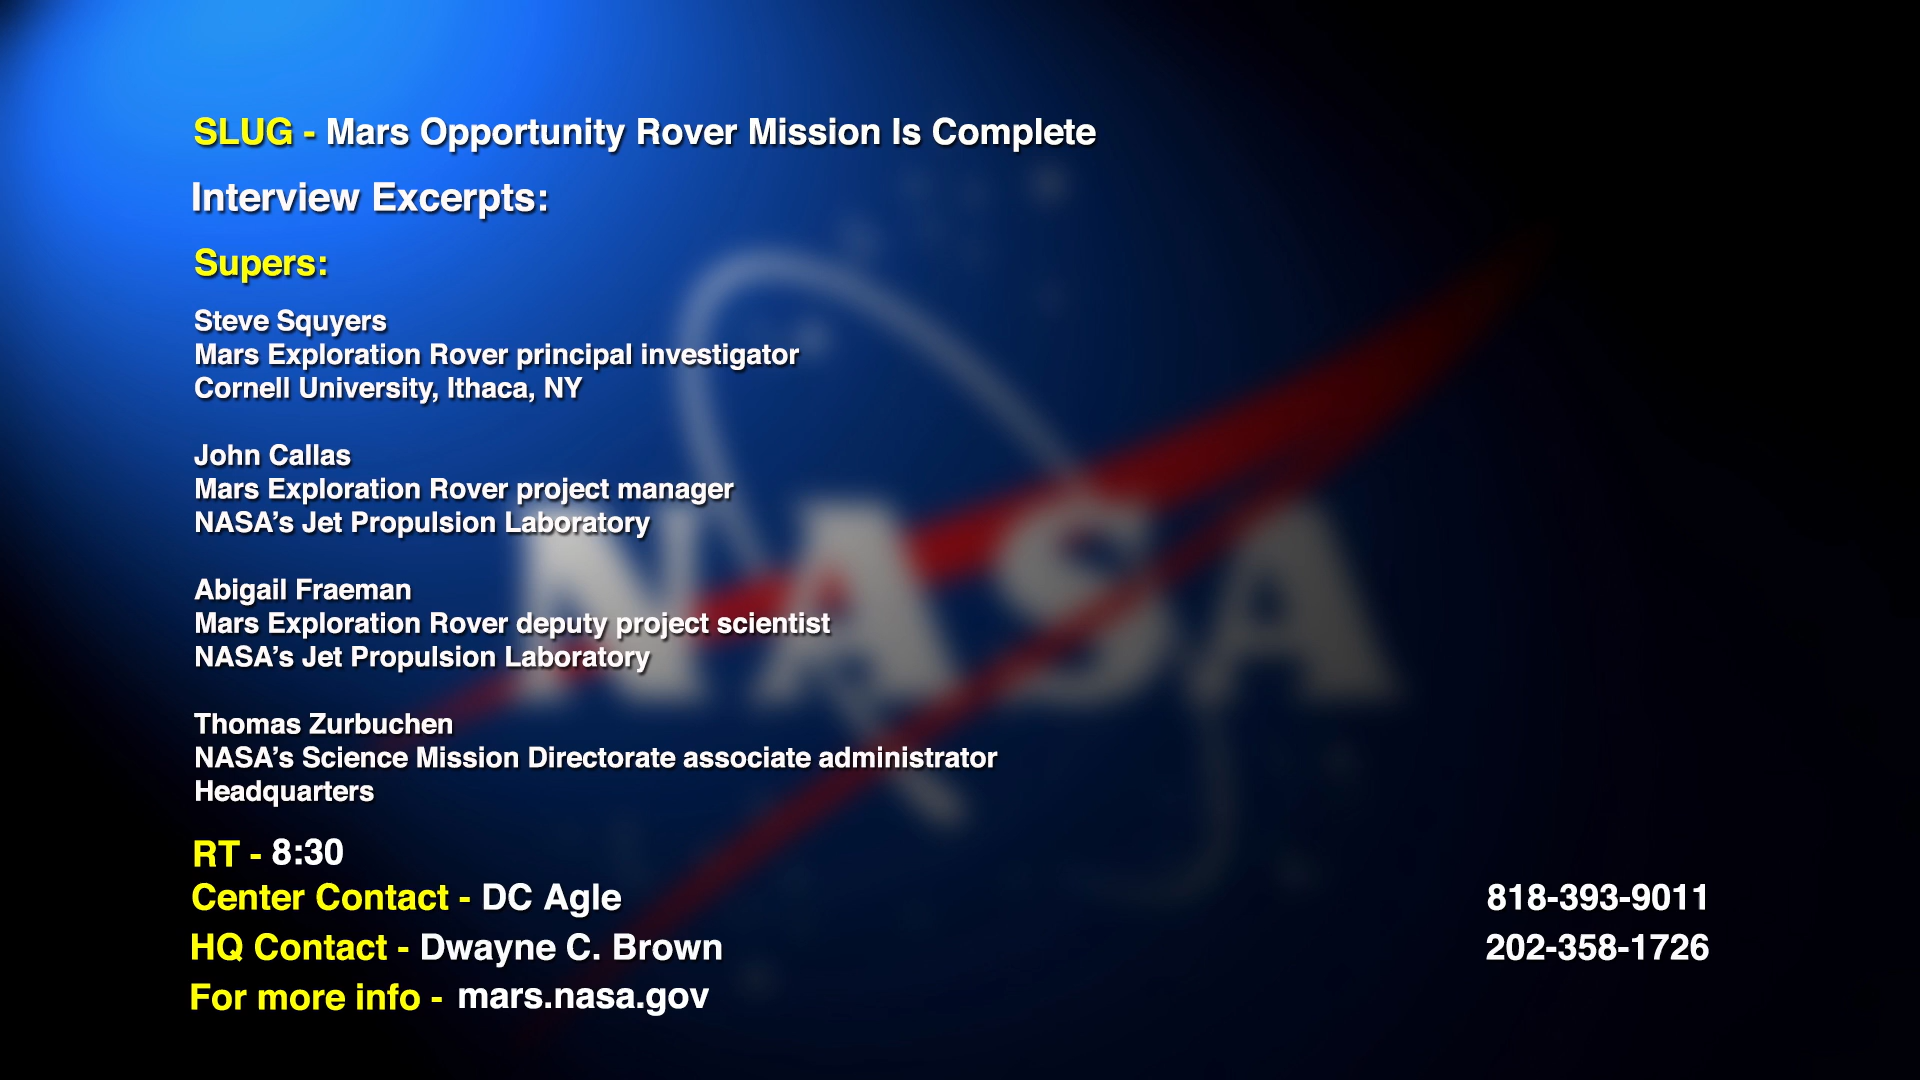 SLUG - Mars Opportunity Rover Mission Is Complete
Interview Excerpts:
Supers:
Steve Squyers
Mars Exploration Rover principal investigator
Cornell University, Ithaca, NY
John Callas
Mars Exploration Rover project manager
NASA’s Jet Propulsion Laboratory
Abigail Fraeman
Mars Exploration Rover deputy project scientist
NASA’s Jet Propulsion Laboratory
Thomas Zurbuchen
NASA’s Science Mission Directorate associate administrator
Headquarters
RT - 8:30
Center Contact - DC Agle 818-393-9011
HQ Contact - Dwayne C. Brown 202-358-1726
For more info - mars.nasa.gov
NASA